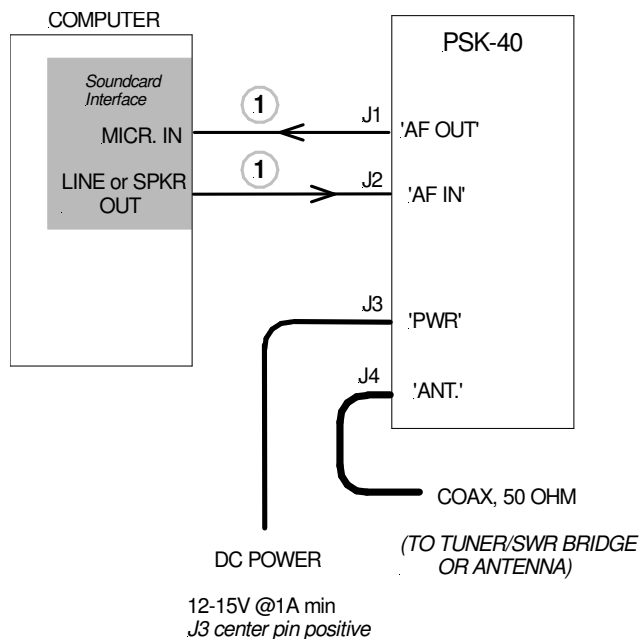 COMPUTER
PSK-40
Soundcard
Interface
1
J1
'AF OUT'
MICR. IN
1
J2
LINE or SPKR
OUT
'AF IN'
J3
'PWR'
J4
'ANT.'
COAX, 50 OHM
(TO TUNER/SWR BRIDGE
OR ANTENNA)
DC POWER
12-15V @1A min
J3 center pin positive